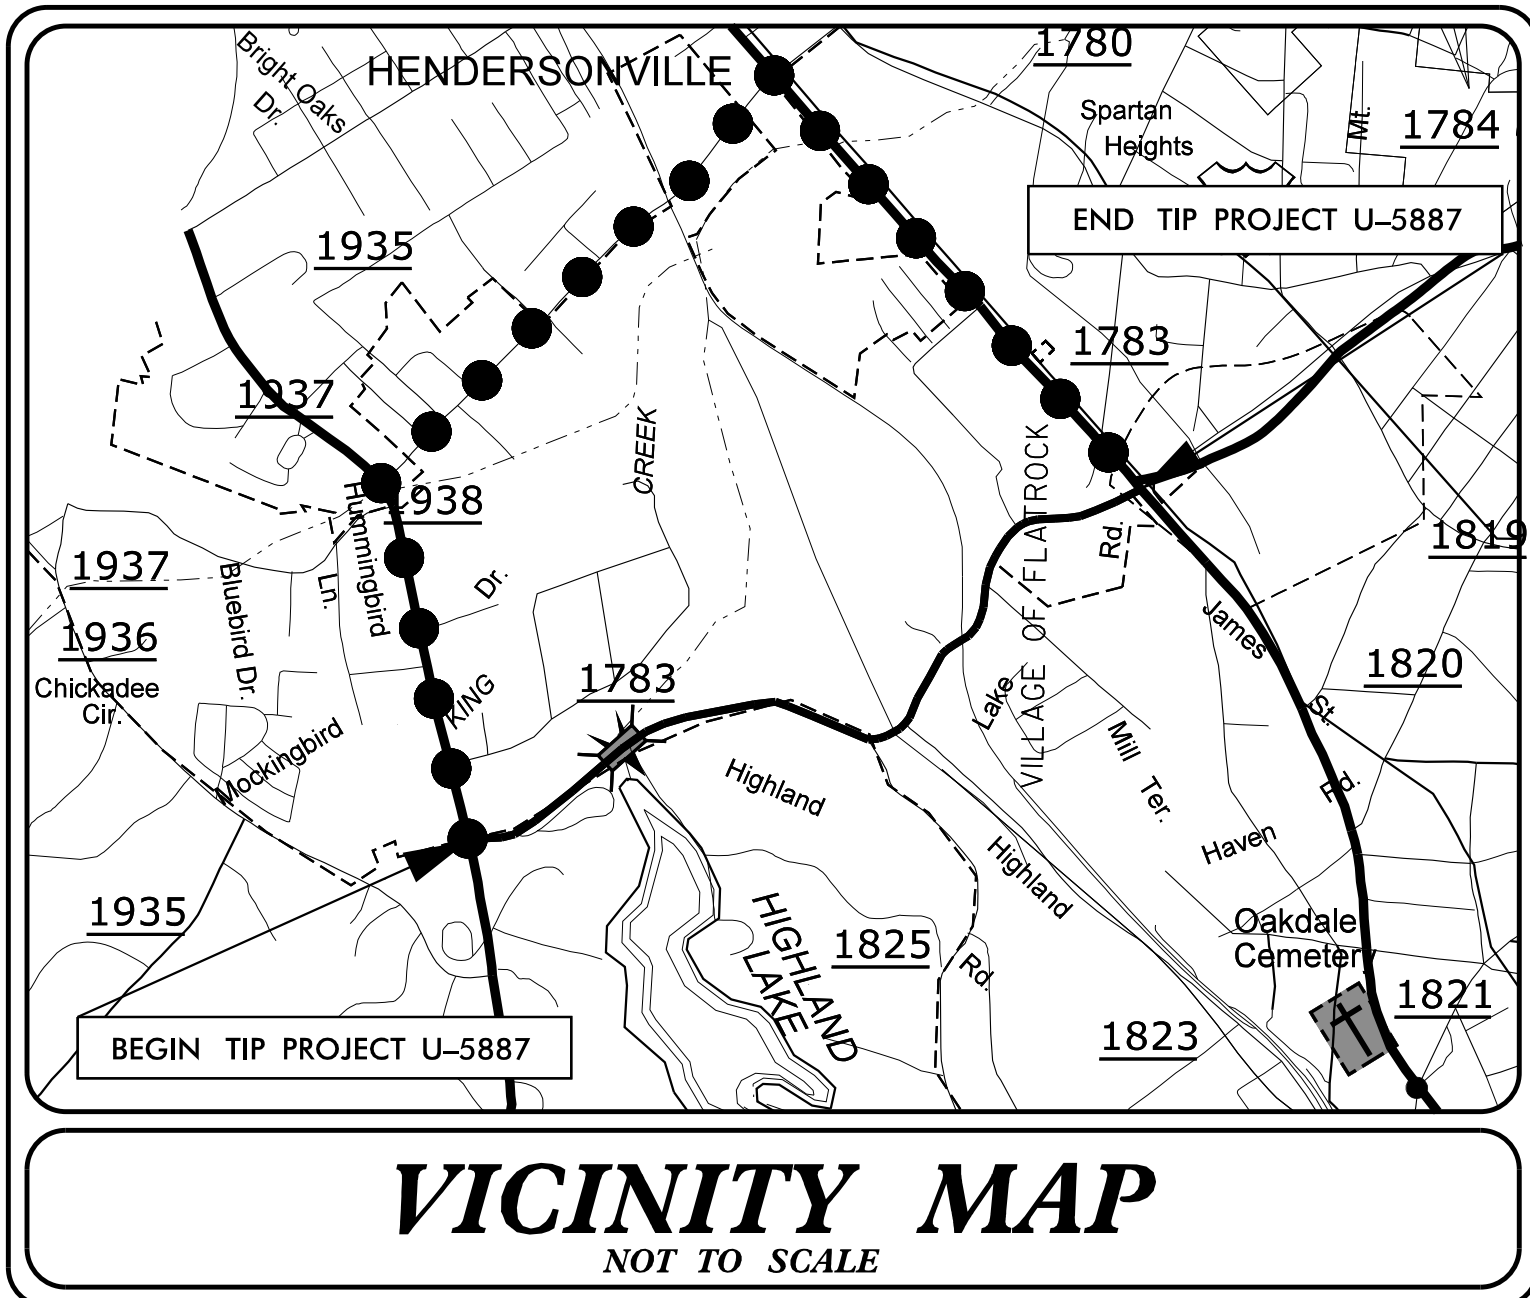 Bright Oaks
Dr.
HENDERSONVILLE
1780
Spartan
Heights
Mt.
1784
END TIP PROJECT U–5887
1935
1783
1937
CREEK
1938
1819
1937
Hummingbird
Ln.
Bluebird Dr.
Dr.
VILLAGE OF FLATROCK
Rd.
1936
Chickadee
Cir.
1783
KING
Mockingbird
James
St.
1820
Lake
Mill Ter.
Highland
Rd.
Highland
Haven
Rd.
1935
HIGHLAND
LAKE
1825
Oakdale
Cemetery
1821
1823
BEGIN TIP PROJECT U–5887
VICINITY MAP
NOT TO SCALE